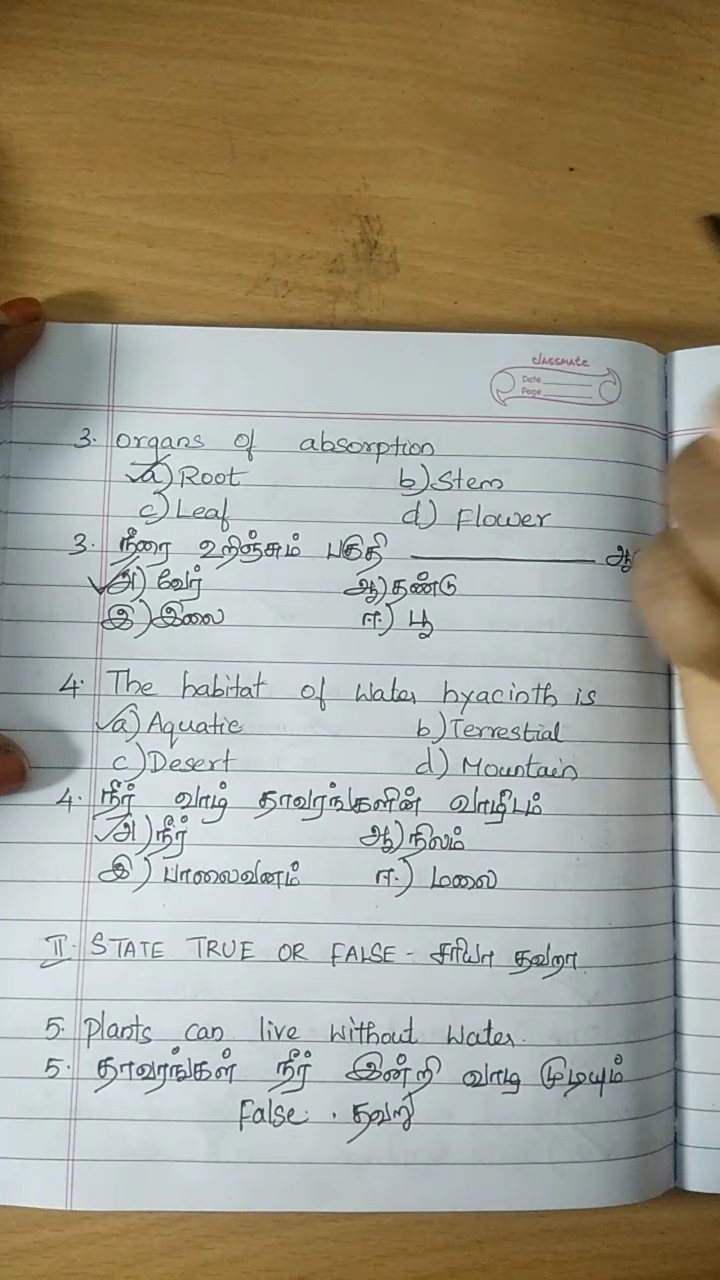 classmate
Date
Page
3. organs of absorption
a) Root b) Stem
c) Leaf d) Flower
3. நீரை உறிஞ்சும் பகுதி __________ ஆ
அ) வேர் ஆ) தண்டு
இ) இலை ஈ) பூ
4. The habitat of Water hyacinth is
a) Aquatic b) Terrestial
c) Desert d) Mountain
4. நீர் வாழ் தாவரங்களின் வாழிடம்
அ) நீர் ஆ) நிலம்
இ) பாலைவனம் ஈ) மலை
II. STATE TRUE OR FALSE - சரியா தவறா
5. Plants can live without Water.
5. தாவரங்கள் நீர் இன்றி வாழ முடியும்
False. தவறு